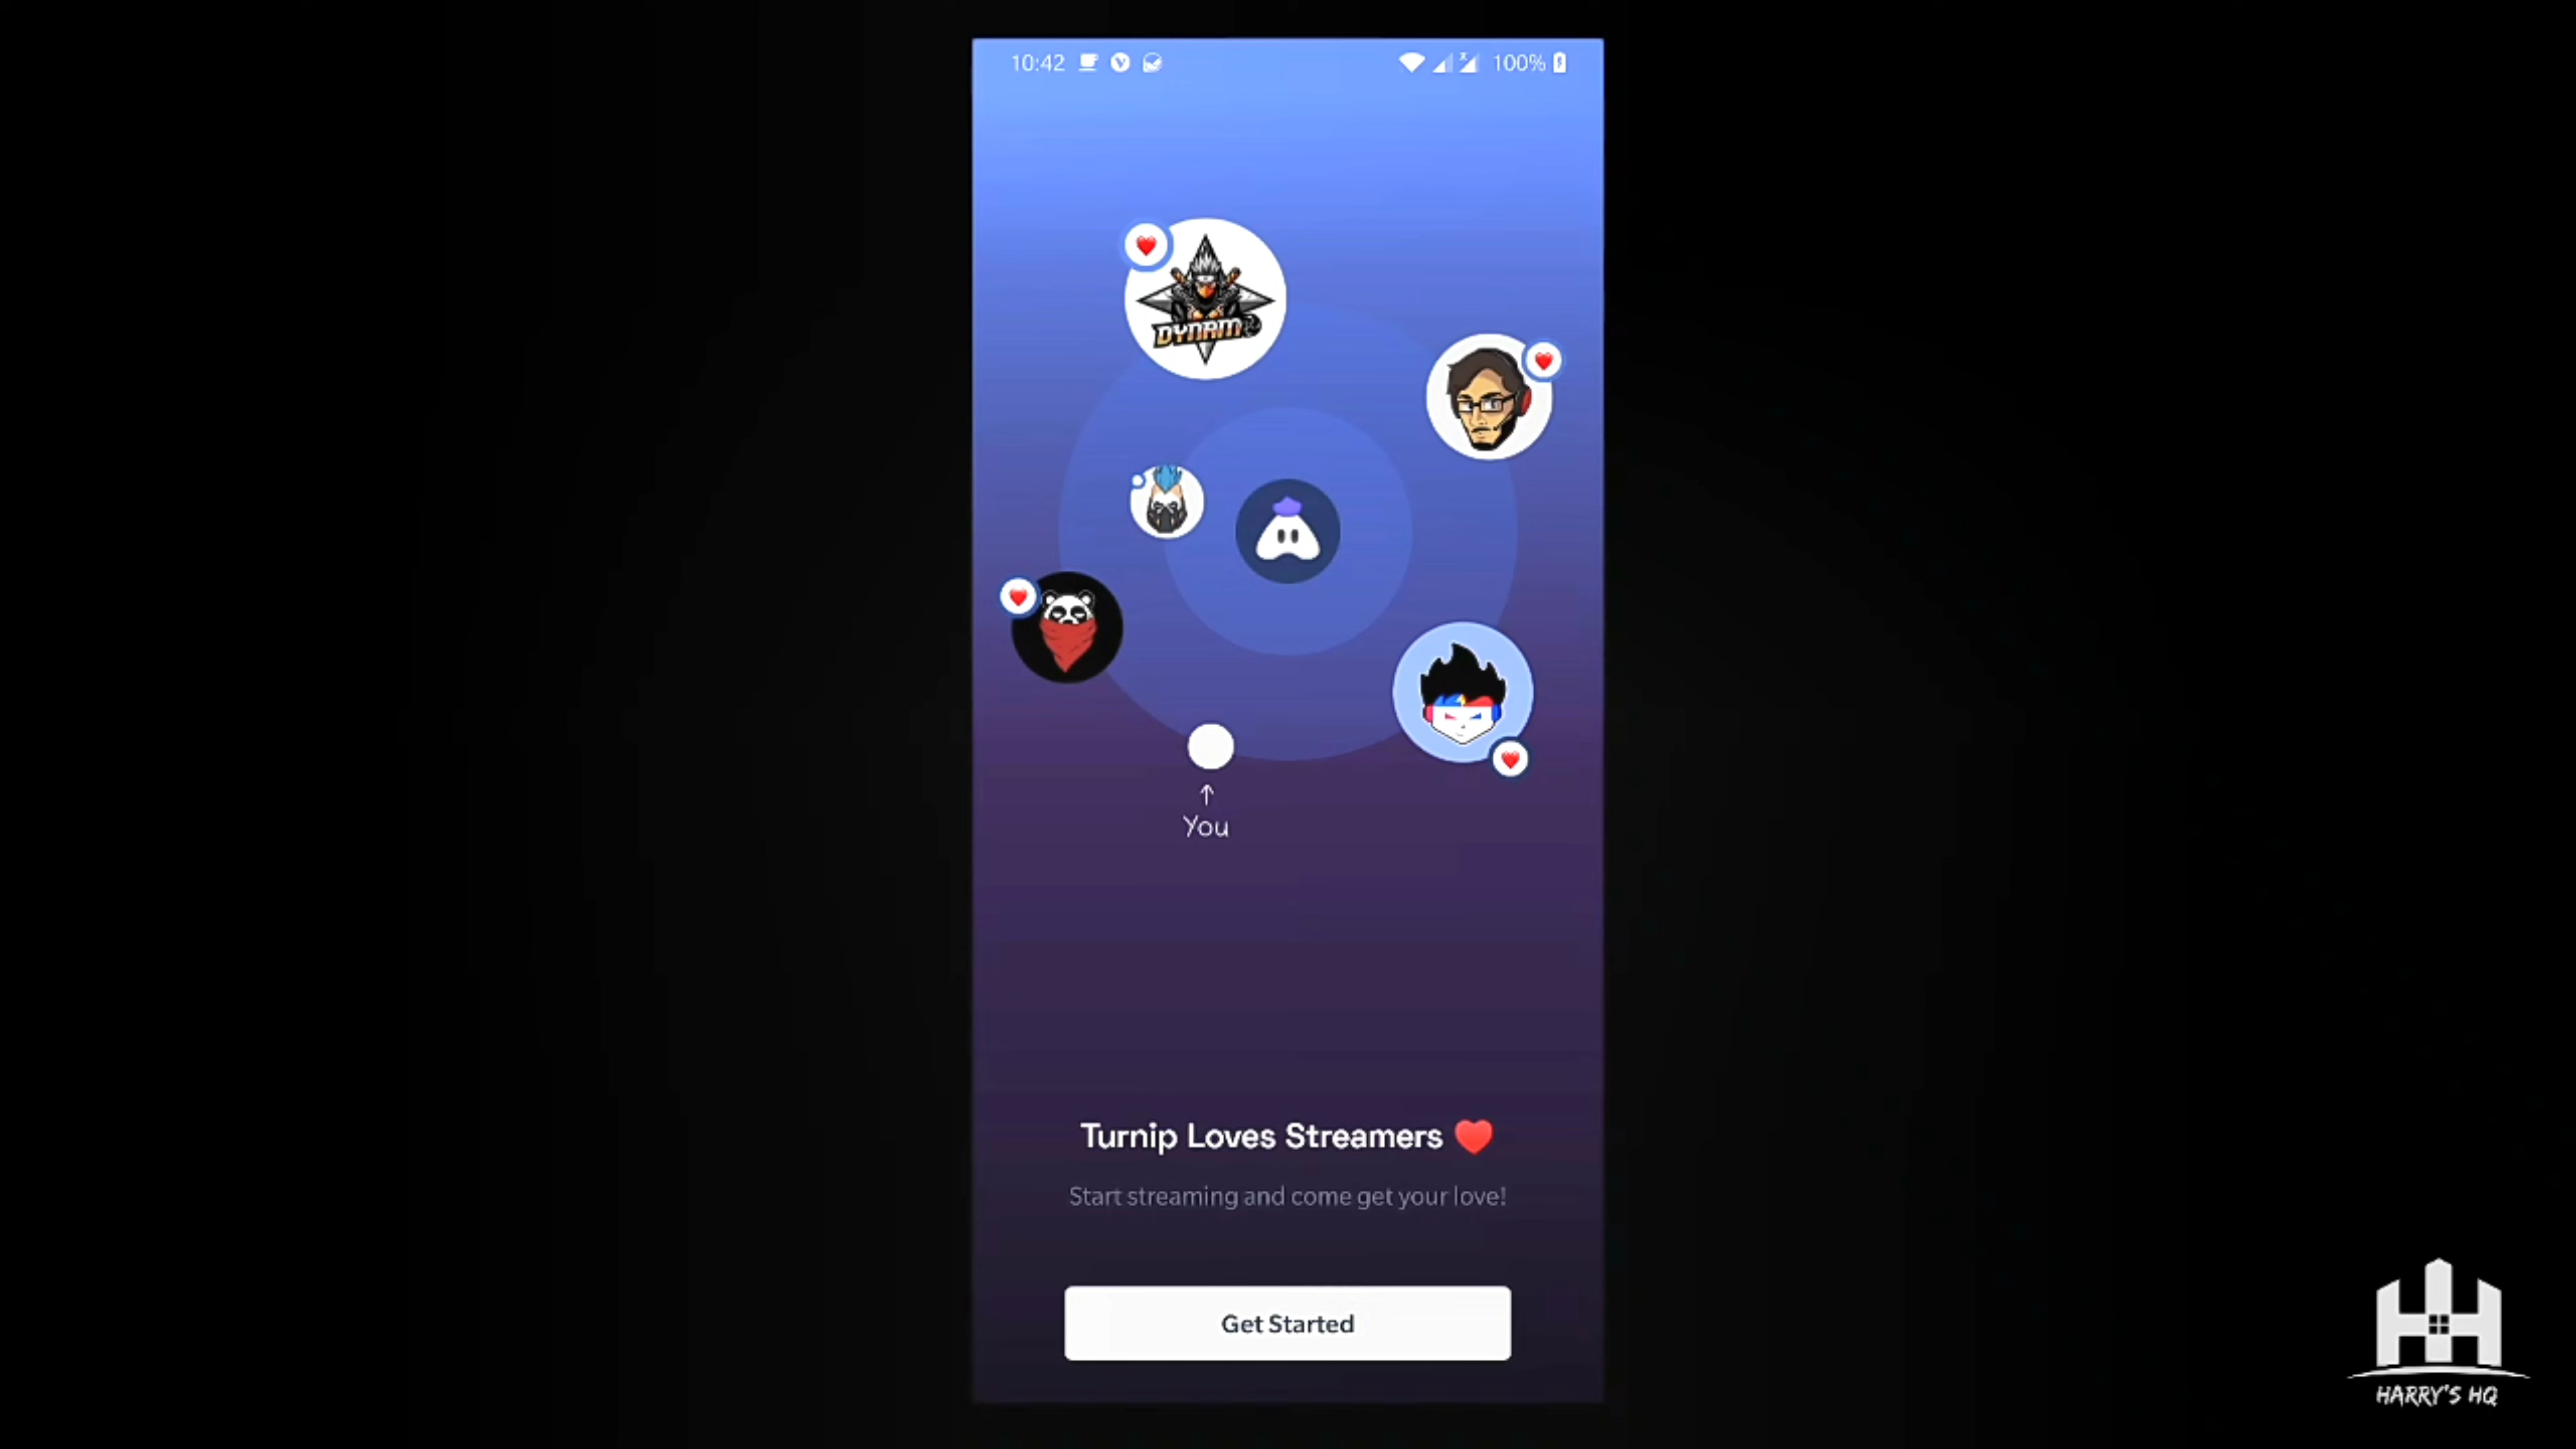 10:42
100%
DYNAMO
You
Turnip Loves Streamers
Start streaming and come get your love!
Get Started
HARRY'S HQ